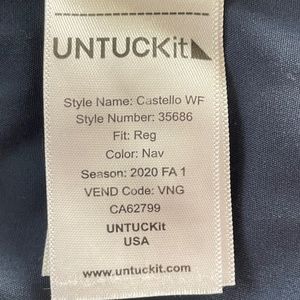 UNTUCKit
Style Name: Castello WF
Style Number: 35686
Fit: Reg
Color: Nav
Season: 2020 FA 1
VEND Code: VNG
CA62799
UNTUCKit
USA
www.untuckit.com